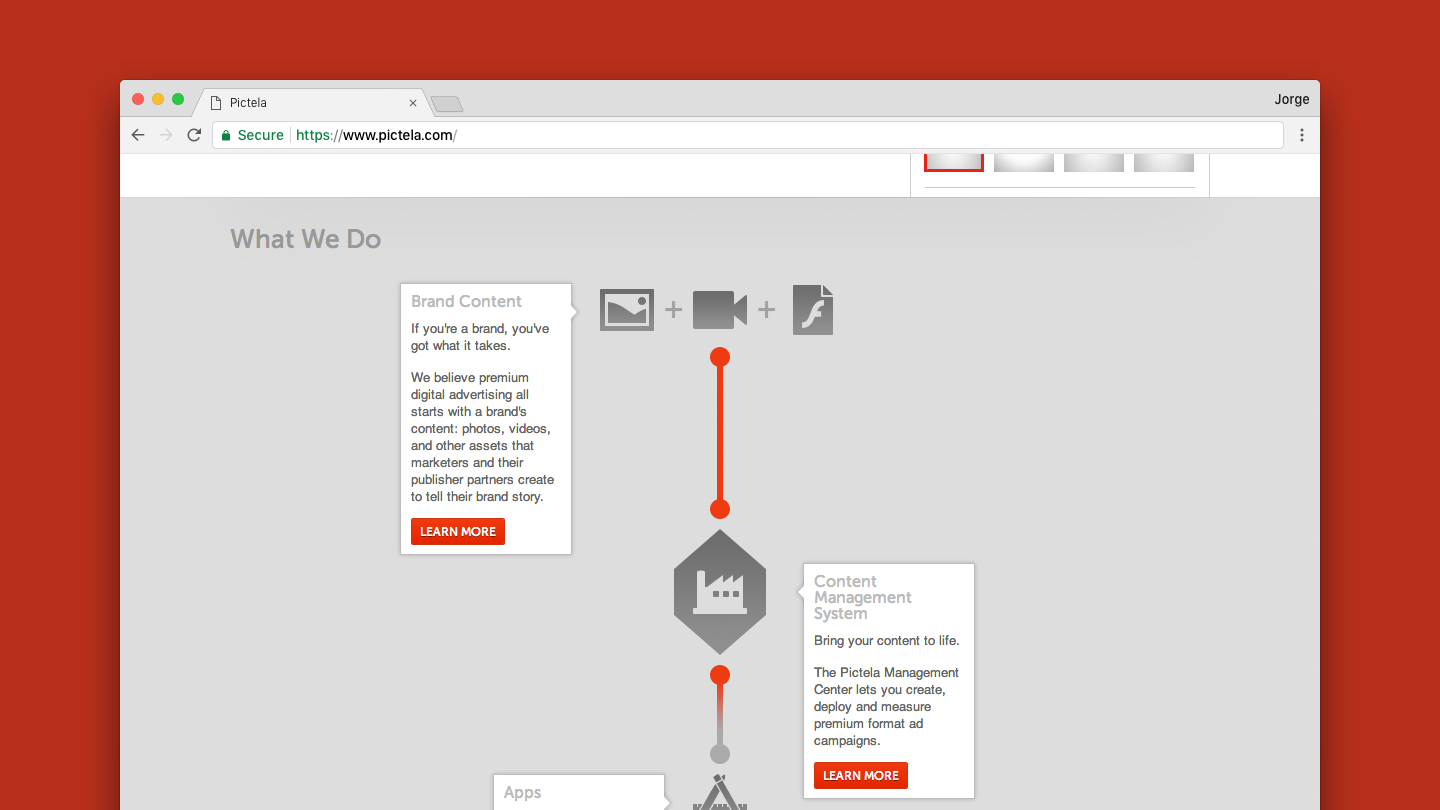 Pictela
Jorge
Secure
https://www.pictela.com/
What We Do
Brand Content
If you're a brand, you've
got what it takes.
We believe premium
digital advertising all
starts with a brand's
content: photos, videos,
and other assets that
marketers and their
publisher partners create
to tell their brand story.
LEARN MORE
Content
Management
System
Bring your content to life.
The Pictela Management
Center lets you create,
deploy and measure
premium format ad
campaigns.
LEARN MORE
Apps